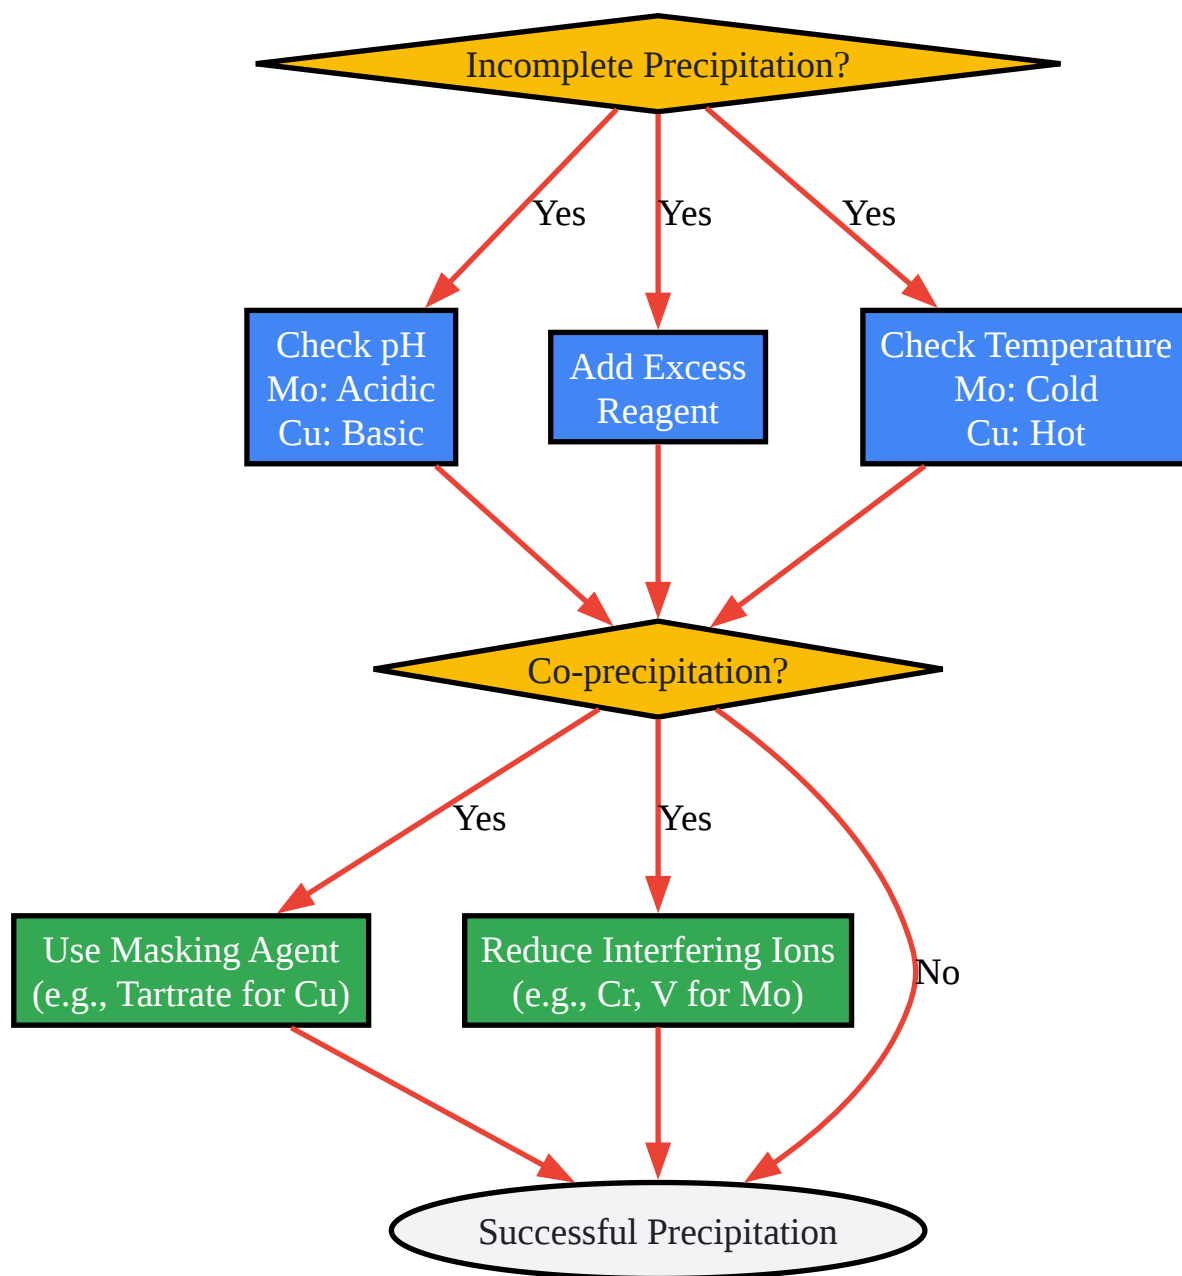 Incomplete Precipitation?
Yes
Yes
Yes
Check pH
Mo: Acidic
Cu: Basic
Add Excess
Reagent
Check Temperature
Mo: Cold
Cu: Hot
Co-precipitation?
Yes
Yes
No
Use Masking Agent
(e.g., Tartrate for Cu)
Reduce Interfering Ions
(e.g., Cr, V for Mo)
Successful Precipitation